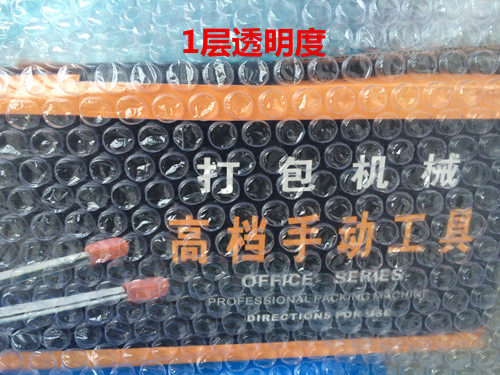 1层透明度
打包机械
高档手动工具
OFFICE SERIES
PROFESSIONAL PACKING MACHINE
DIRECTIONS FOR USE